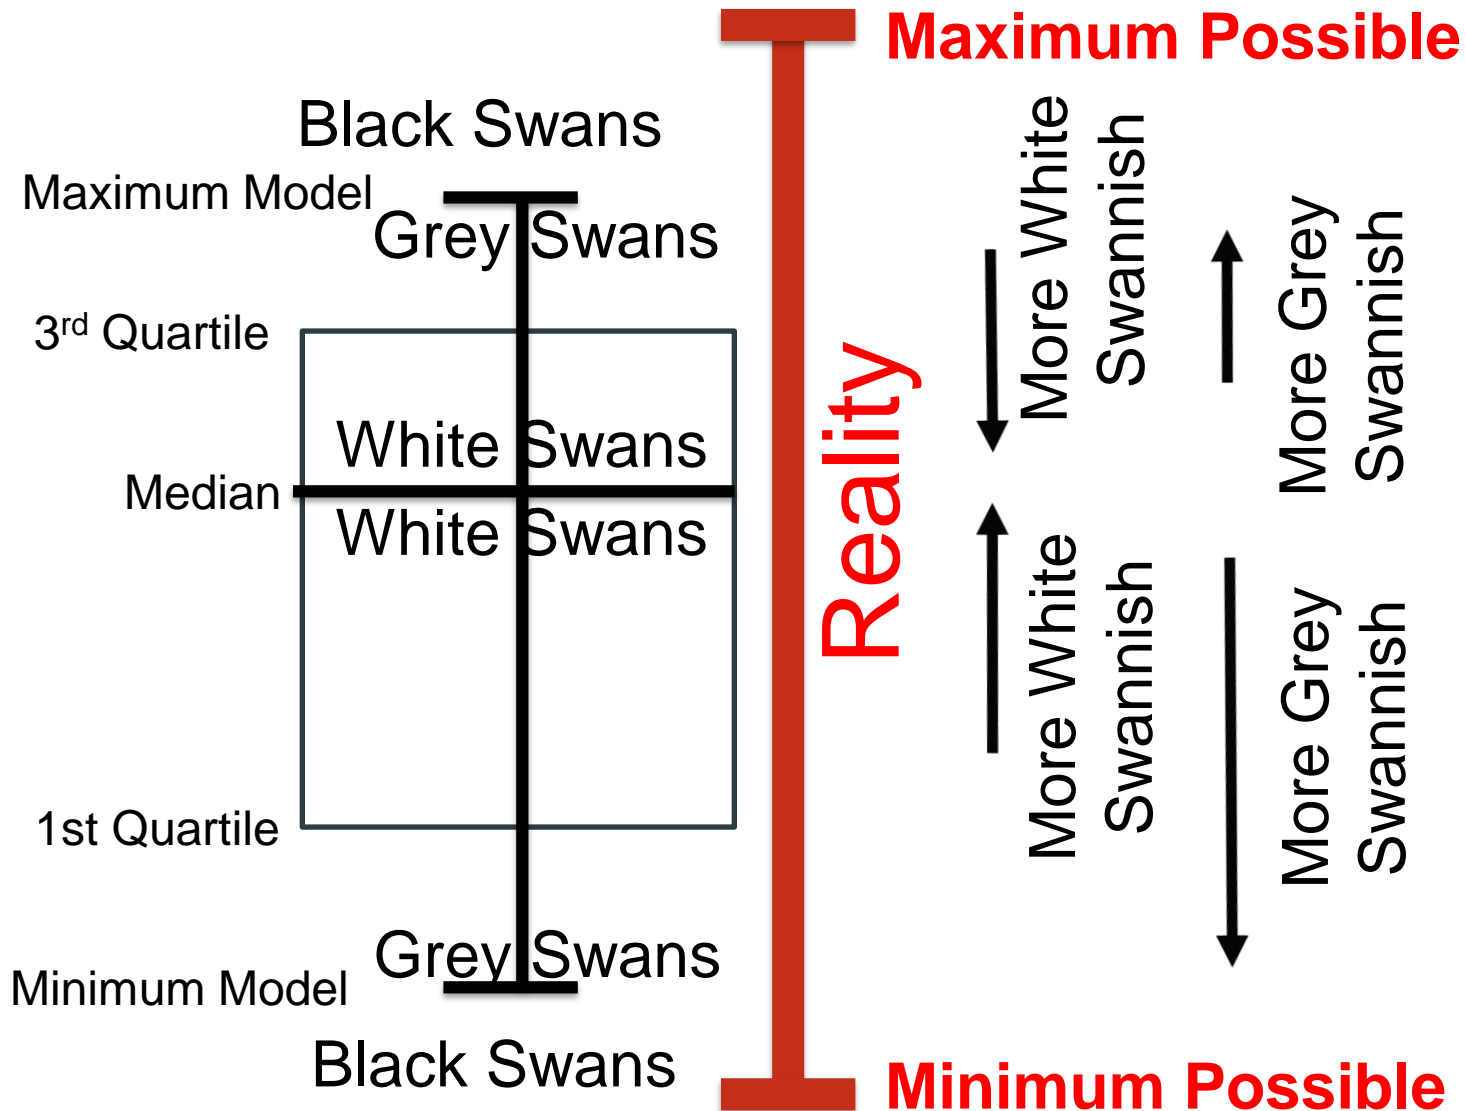 Maximum Possible
Black Swans
Maximum Model
Grey Swans
3rd Quartile
White Swans
Median
White Swans
1st Quartile
Grey Swans
Minimum Model
Black Swans
Minimum Possible
Reality
More White
Swannish
More Grey
Swannish
More White
Swannish
More Grey
Swannish